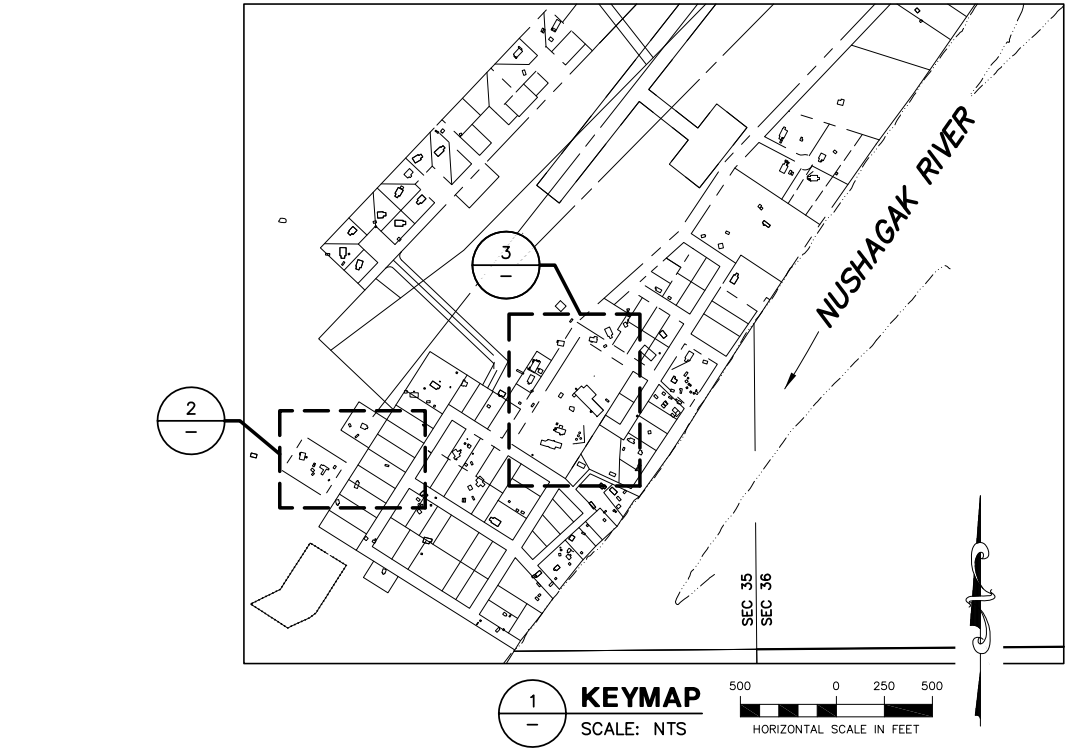 NUSHAGAK RIVER
3
–
2
–
SEC 35
SEC 36
1
–
KEYMAP
SCALE: NTS
500 0 250 500
HORIZONTAL SCALE IN FEET